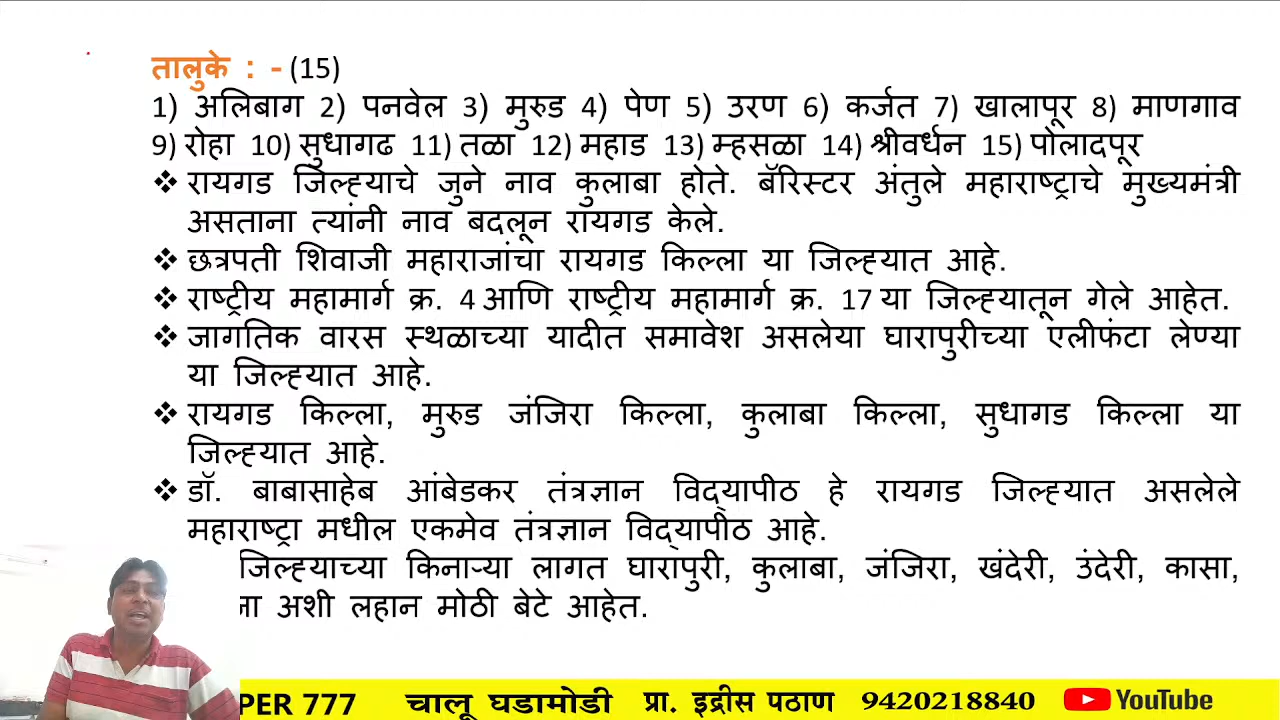 तालुके : - (15)
1) अलिबाग 2) पनवेल 3) मुरुड 4) पेण 5) उरण 6) कर्जत 7) खालापूर 8) माणगाव
9) रोहा 10) सुधागढ 11) तळा 12) महाड 13) म्हसळा 14) श्रीवर्धन 15) पोलादपूर
❖ रायगड जिल्ह्याचे जुने नाव कुलाबा होते. बॅरिस्टर अंतुले महाराष्ट्राचे मुख्यमंत्री
असताना त्यांनी नाव बदलून रायगड केले.
❖ छत्रपती शिवाजी महाराजांचा रायगड किल्ला या जिल्ह्यात आहे.
❖ राष्ट्रीय महामार्ग क्र. 4 आणि राष्ट्रीय महामार्ग क्र. 17 या जिल्ह्यातून गेले आहेत.
❖ जागतिक वारस स्थळाच्या यादीत समावेश असलेया घारापुरीच्या एलीफंटा लेण्या
या जिल्ह्यात आहे.
❖ रायगड किल्ला, मुरुड जंजिरा किल्ला, कुलाबा किल्ला, सुधागड किल्ला या
जिल्ह्यात आहे.
❖ डॉ. बाबासाहेब आंबेडकर तंत्रज्ञान विद्यापीठ हे रायगड जिल्ह्यात असलेले
महाराष्ट्रा मधील एकमेव तंत्रज्ञान विद्यापीठ आहे.
जिल्ह्याच्या किनाऱ्या लागत घारापुरी, कुलाबा, जंजिरा, खंदेरी, उंदेरी, कासा,
अशी लहान मोठी बेटे आहेत.
PER 777 चालू घडामोडी प्रा. इद्रीस पठाण 9420218840 YouTube